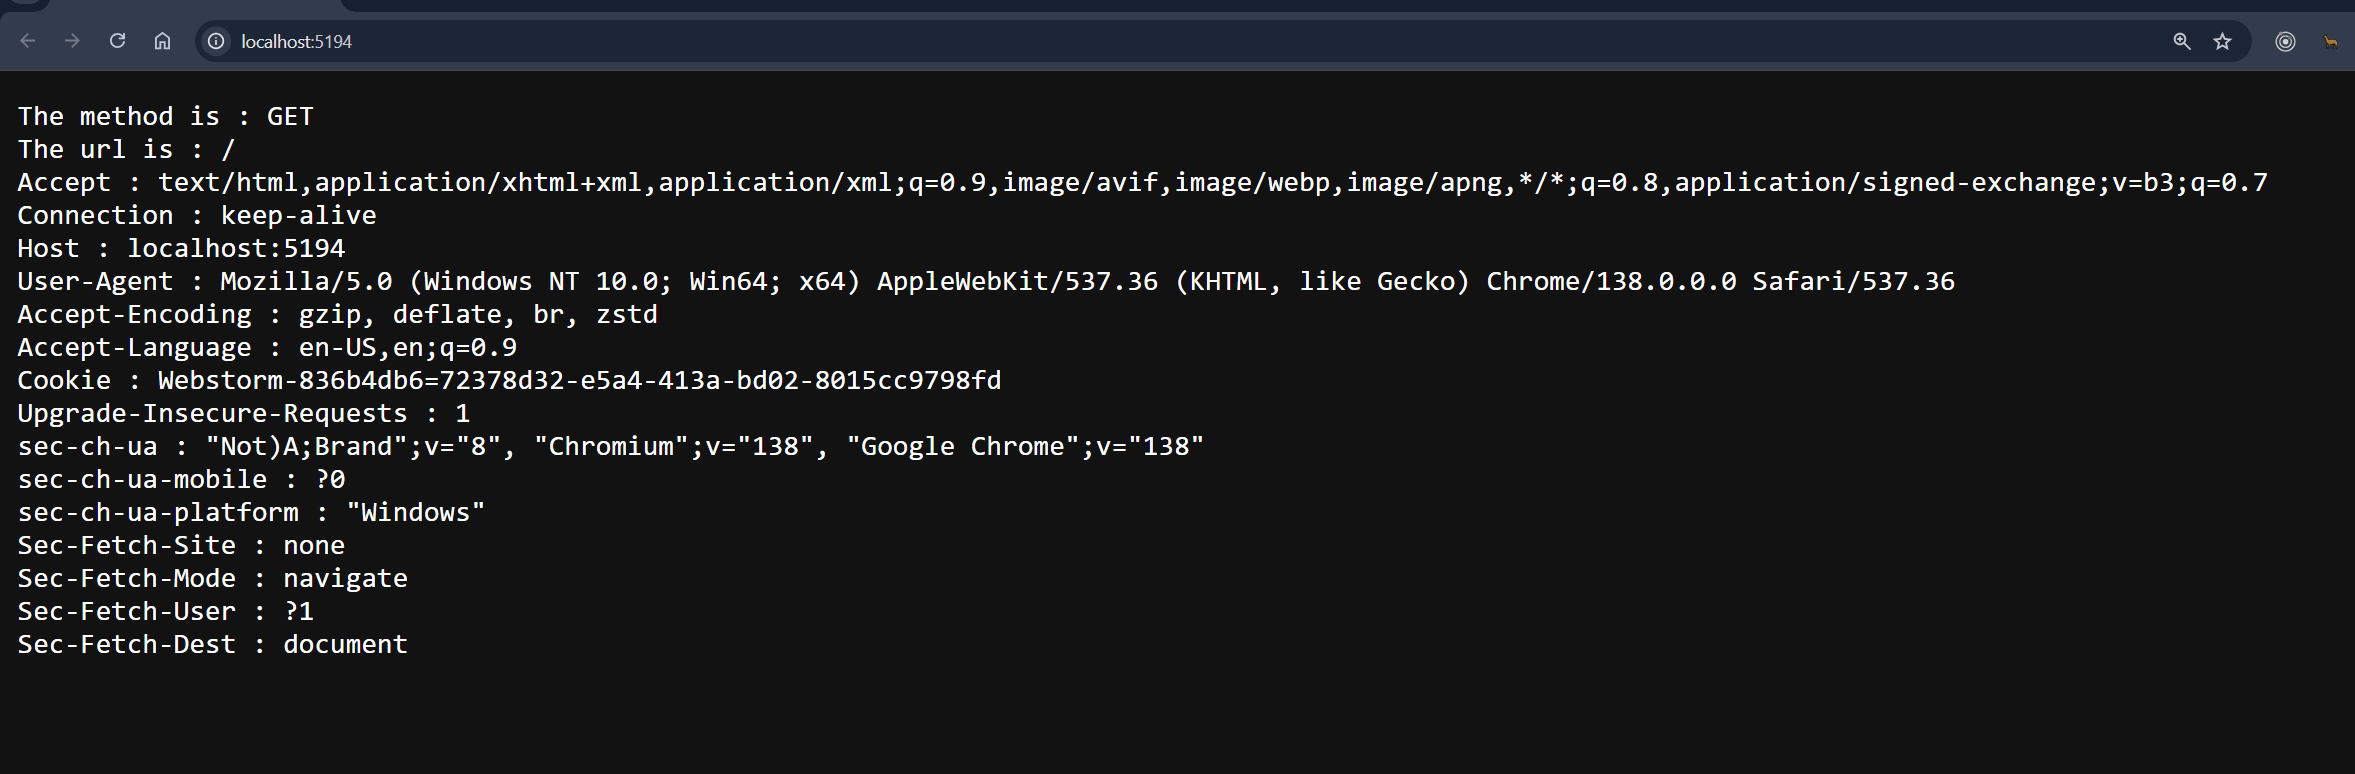 localhost:5194
The method is : GET
The url is : /
Accept : text/html,application/xhtml+xml,application/xml;q=0.9,image/avif,image/webp,image/apng,*/*;q=0.8,application/signed-exchange;v=b3;q=0.7
Connection : keep-alive
Host : localhost:5194
User-Agent : Mozilla/5.0 (Windows NT 10.0; Win64; x64) AppleWebKit/537.36 (KHTML, like Gecko) Chrome/138.0.0.0 Safari/537.36
Accept-Encoding : gzip, deflate, br, zstd
Accept-Language : en-US,en;q=0.9
Cookie : Webstorm-836b4db6=72378d32-e5a4-413a-bd02-8015cc9798fd
Upgrade-Insecure-Requests : 1
sec-ch-ua : "Not)A;Brand";v="8", "Chromium";v="138", "Google Chrome";v="138"
sec-ch-ua-mobile : ?0
sec-ch-ua-platform : "Windows"
Sec-Fetch-Site : none
Sec-Fetch-Mode : navigate
Sec-Fetch-User : ?1
Sec-Fetch-Dest : document